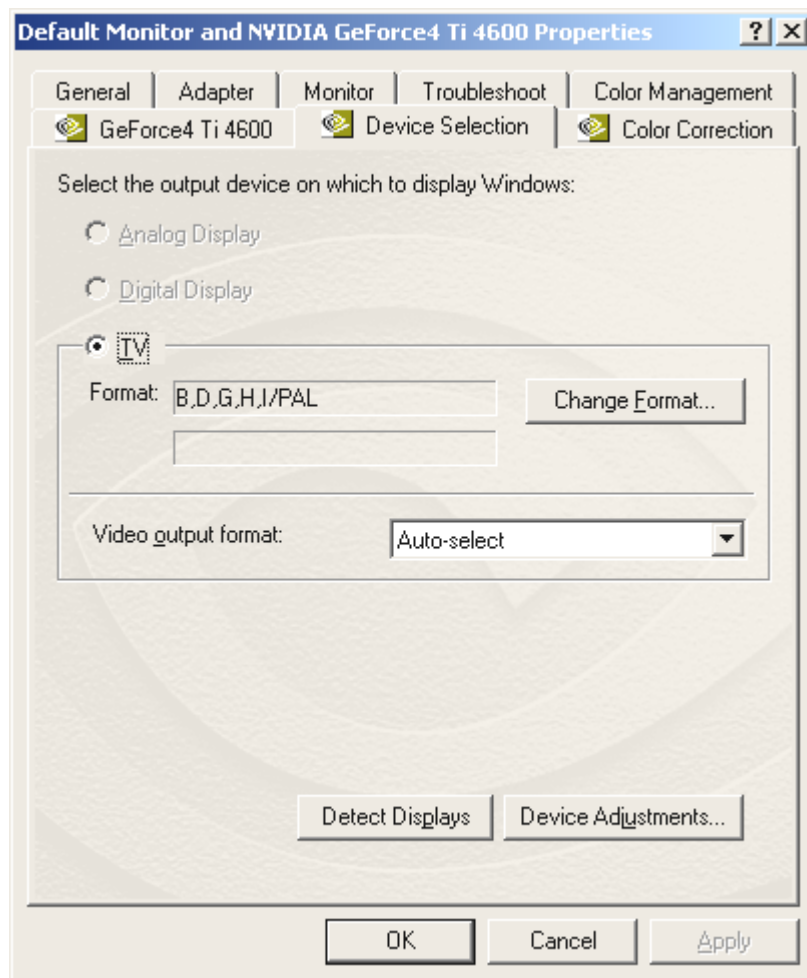 Default Monitor and NVIDIA GeForce4 Ti 4600 Properties
General Adapter Monitor Troubleshoot Color Management
GeForce4 Ti 4600 Device Selection Color Correction
Select the output device on which to display Windows:
Analog Display
Digital Display
TV
Format: B,D,G,H,I/PAL Change Format...
Video output format: Auto-select
Detect Displays Device Adjustments...
OK Cancel Apply